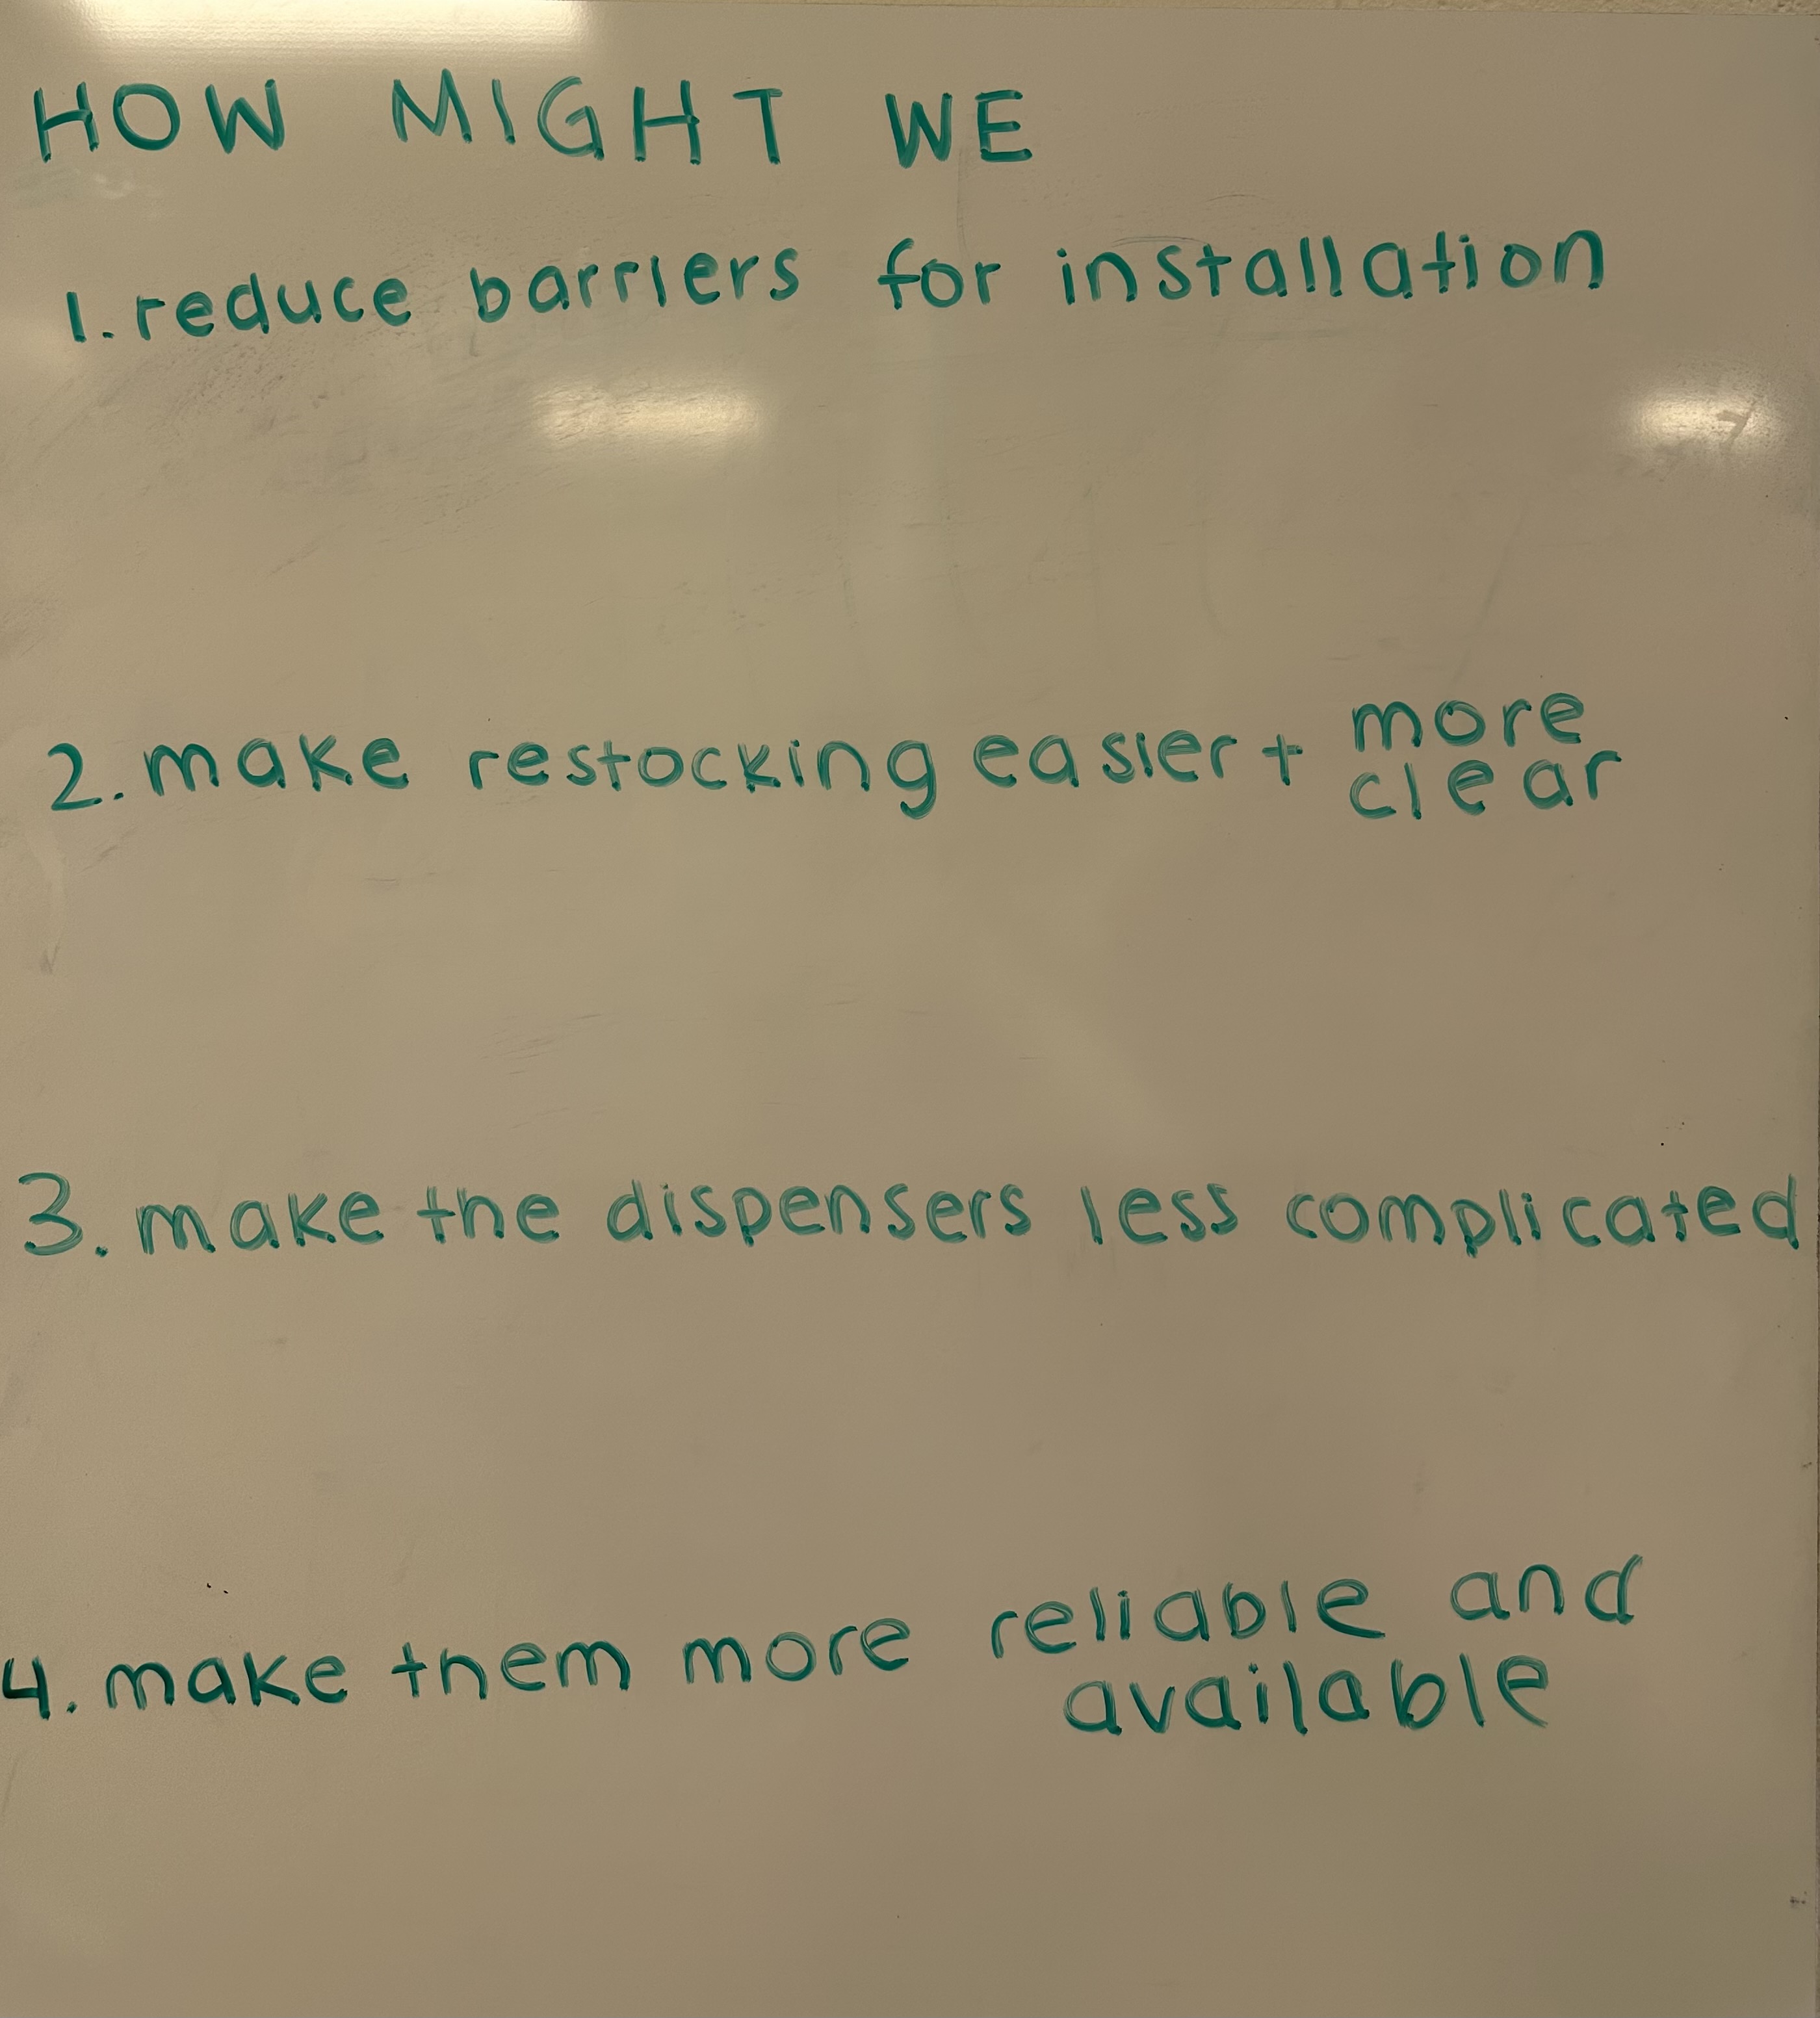 HOW MIGHT WE
1. reduce barriers for installation
2. make restocking easier + more clear
3. make the dispensers less complicated
4. make them more reliable and available